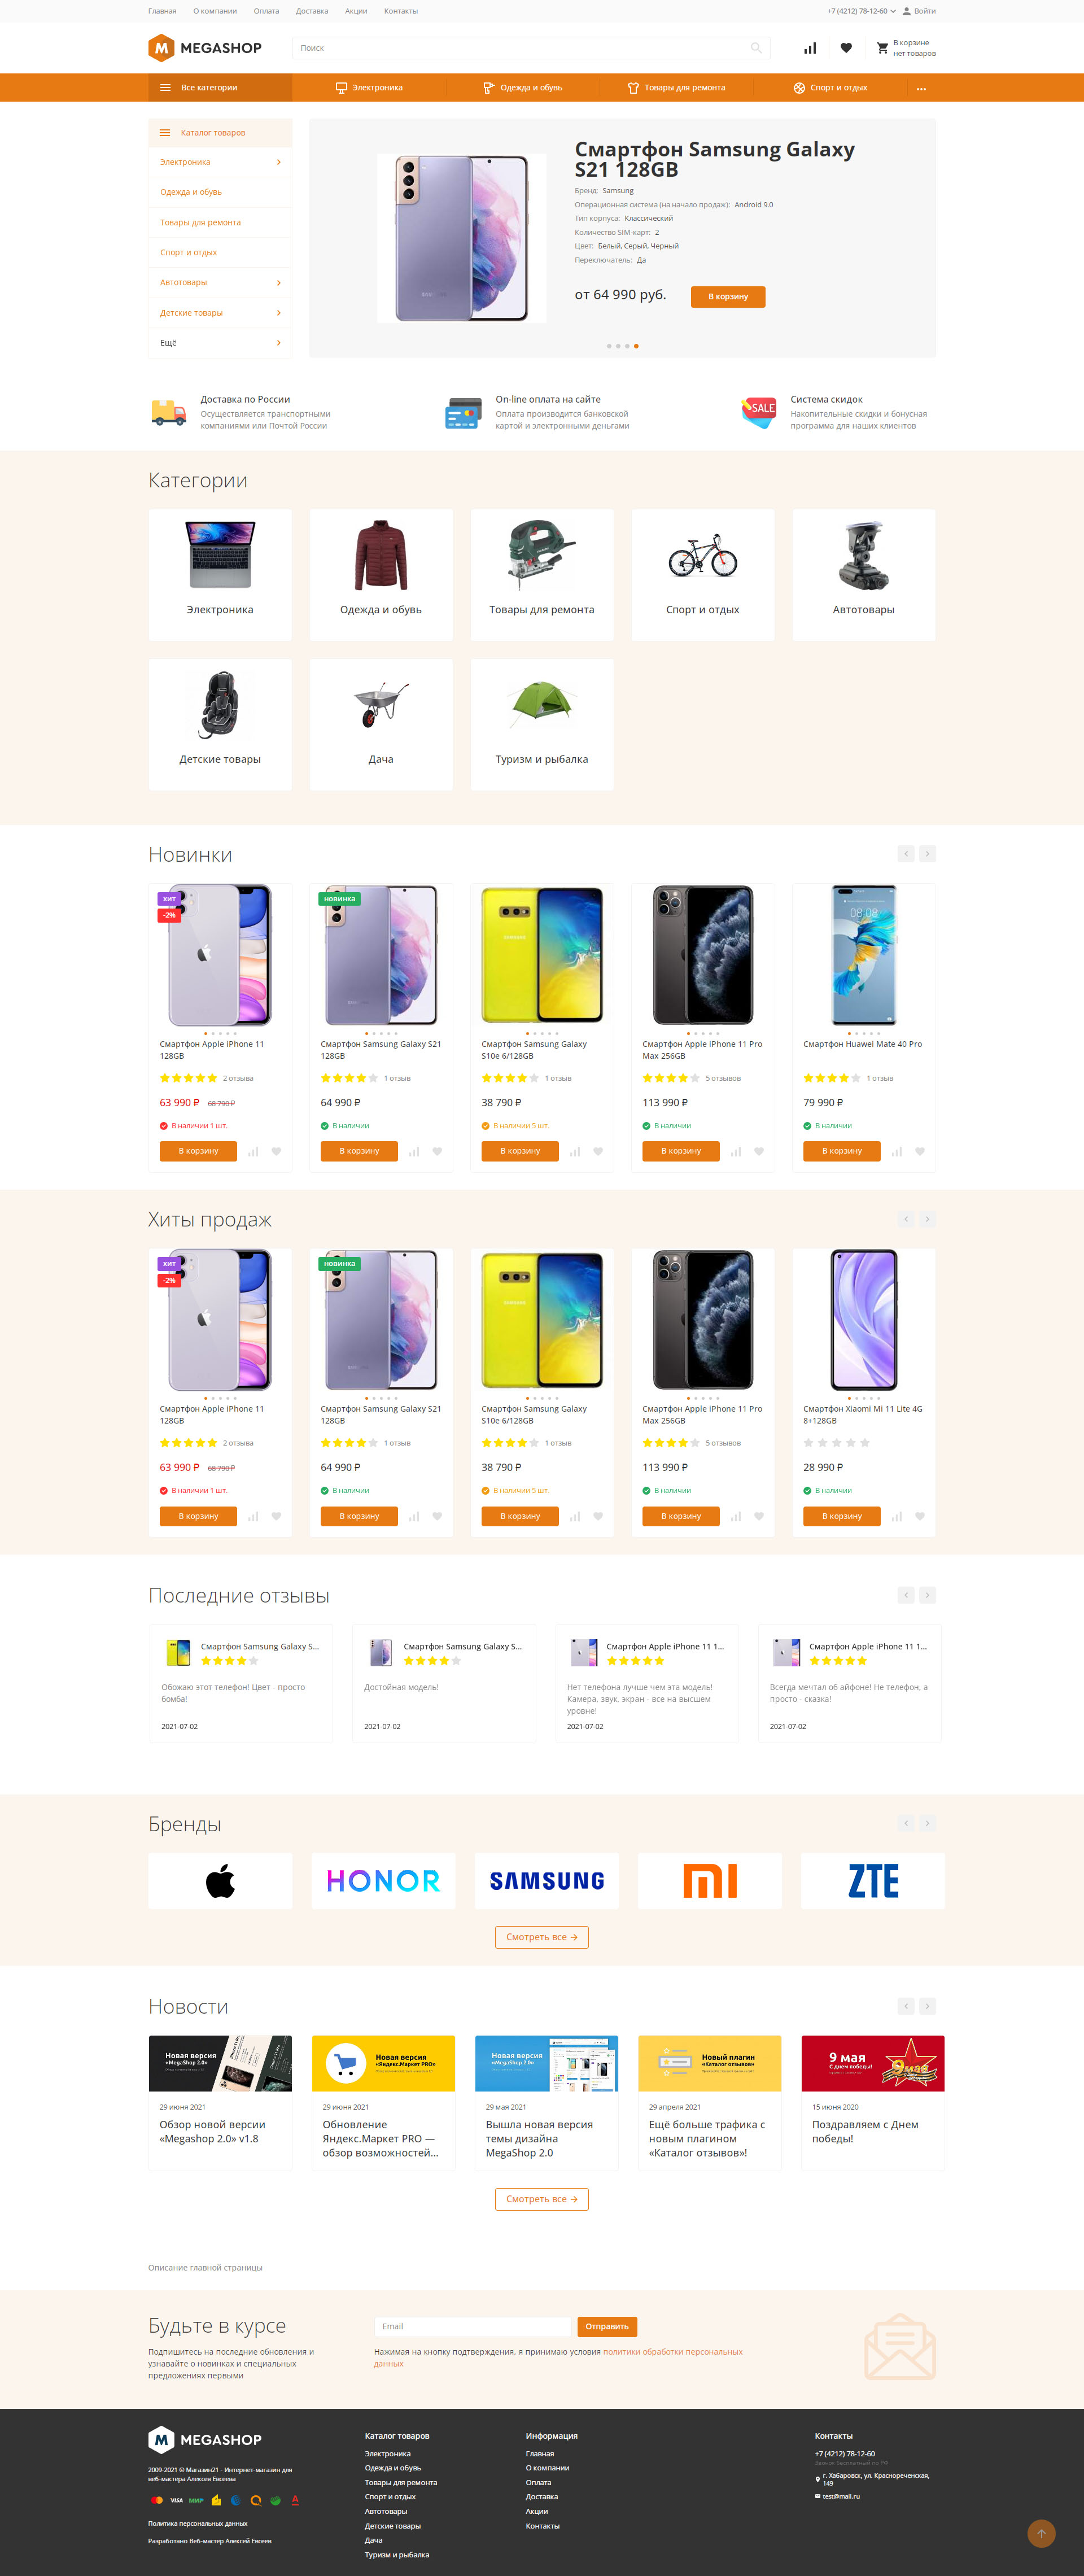 Главная О компании Оплата Доставка Акции Контакты +7 (4212) 78-12-60 Войти
MEGASHOP Поиск В корзине
нет товаров
Все категории Электроника Одежда и обувь Товары для ремонта Спорт и отдых ...
Каталог товаров
Электроника
Одежда и обувь
Товары для ремонта
Спорт и отдых
Автотовары
Детские товары
Ещё
Смартфон Samsung Galaxy
S21 128GB
Бренд: Samsung
Операционная система (на начало продаж): Android 9.0
Тип корпуса: Классический
Количество SIM-карт: 2
Цвет: Белый, Серый, Черный
Переключатель: Да
от 64 990 руб. В корзину
Доставка по России
Осуществляется транспортными
компаниями или Почтой России
On-line оплата на сайте
Оплата производится банковской
картой и электронными деньгами
SALE
Система скидок
Накопительные скидки и бонусная
программа для наших клиентов
Категории
Электроника Одежда и обувь Товары для ремонта Спорт и отдых Автотовары
Детские товары Дача Туризм и рыбалка
Новинки
хит
-2%
Смартфон Apple iPhone 11
128GB
2 отзыва
63 990 ₽ 68 790 ₽
В наличии 1 шт.
В корзину
новинка
Смартфон Samsung Galaxy S21
128GB
1 отзыв
64 990 ₽
В наличии
В корзину
Смартфон Samsung Galaxy
S10e 6/128GB
1 отзыв
38 790 ₽
В наличии 5 шт.
В корзину
Смартфон Apple iPhone 11 Pro
Max 256GB
5 отзывов
113 990 ₽
В наличии
В корзину
08:08
Смартфон Huawei Mate 40 Pro
1 отзыв
79 990 ₽
В наличии
В корзину
Хиты продаж
хит
-2%
Смартфон Apple iPhone 11
128GB
2 отзыва
63 990 ₽ 68 790 ₽
В наличии 1 шт.
В корзину
новинка
Смартфон Samsung Galaxy S21
128GB
1 отзыв
64 990 ₽
В наличии
В корзину
Смартфон Samsung Galaxy
S10e 6/128GB
1 отзыв
38 790 ₽
В наличии 5 шт.
В корзину
Смартфон Apple iPhone 11 Pro
Max 256GB
5 отзывов
113 990 ₽
В наличии
В корзину
Смартфон Xiaomi Mi 11 Lite 4G
8+128GB
28 990 ₽
В наличии
В корзину
Последние отзывы
Смартфон Samsung Galaxy S...
Обожаю этот телефон! Цвет - просто
бомба!
2021-07-02
Смартфон Samsung Galaxy S...
Достойная модель!
2021-07-02
Смартфон Apple iPhone 11 1...
Нет телефона лучше чем эта модель!
Камера, звук, экран - все на высшем
уровне!
2021-07-02
Смартфон Apple iPhone 11 1...
Всегда мечтал об айфоне! Не телефон, а
просто - сказка!
2021-07-02
Бренды
HONOR SAMSUNG ZTE
Смотреть все
Новости
Новая версия
«MegaShop 2.0»
29 июня 2021
Обзор новой версии
«Megashop 2.0» v1.8
Новая версия
«Яндекс.Маркет PRO»
29 июня 2021
Обновление
Яндекс.Маркет PRO —
обзор возможностей...
Новая версия
«MegaShop 2.0»
29 мая 2021
Вышла новая версия
темы дизайна
MegaShop 2.0
Новый плагин
«Каталог отзывов»
29 апреля 2021
Ещё больше трафика с
новым плагином
«Каталог отзывов»!
9 мая
С днем победы!
9 мая
15 июня 2020
Поздравляем с Днем
победы!
Смотреть все
Описание главной страницы
Будьте в курсе
Подпишитесь на последние обновления и
узнавайте о новинках и специальных
предложениях первыми
Email Отправить
Нажимая на кнопку подтверждения, я принимаю условия политики обработки персональных
данных
MEGASHOP
2009-2021 © Магазин21 - Интернет-магазин для
веб-мастера Алексея Евсеева
VISA МИР
Политика персональных данных
Разработано Веб-мастер Алексей Евсеев
Каталог товаров
Электроника
Одежда и обувь
Товары для ремонта
Спорт и отдых
Автотовары
Детские товары
Дача
Туризм и рыбалка
Информация
Главная
О компании
Оплата
Доставка
Акции
Контакты
Контакты
+7 (4212) 78-12-60
Звонок бесплатный по РФ
г. Хабаровск, ул. Краснореченская,
149
test@mail.ru